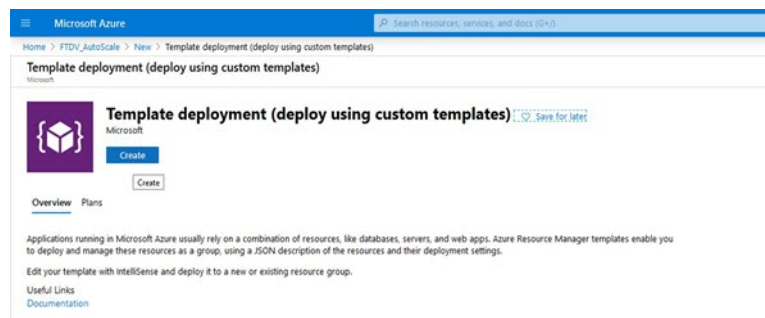 Microsoft Azure
Search resources, services, and docs (G+/)
Home > FTDV_AutoScale > New > Template deployment (deploy using custom templates)
Template deployment (deploy using custom templates)
Microsoft
Template deployment (deploy using custom templates)
Save for later
Microsoft
Create
Create
Overview Plans
Applications running in Microsoft Azure usually rely on a combination of resources, like databases, servers, and web apps. Azure Resource Manager templates enable you
to deploy and manage these resources as a group, using a JSON description of the resources and their deployment settings.
Edit your template with IntelliSense and deploy it to a new or existing resource group.
Useful Links
Documentation